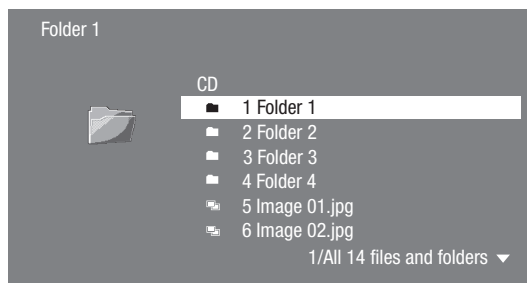 Folder 1
CD
1 Folder 1
2 Folder 2
3 Folder 3
4 Folder 4
5 Image 01.jpg
6 Image 02.jpg
1/All 14 files and folders ▼